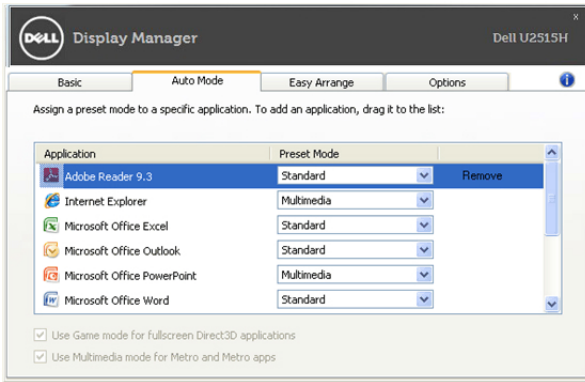 x
DELL Display Manager Dell U2515H
Basic Auto Mode Easy Arrange Options i
Assign a preset mode to a specific application. To add an application, drag it to the list:
Application Preset Mode
Adobe Reader 9.3 Standard Remove
Internet Explorer Multimedia
Microsoft Office Excel Standard
Microsoft Office Outlook Standard
Microsoft Office PowerPoint Multimedia
Microsoft Office Word Standard
Use Game mode for fullscreen Direct3D applications
Use Multimedia mode for Metro and Metro apps